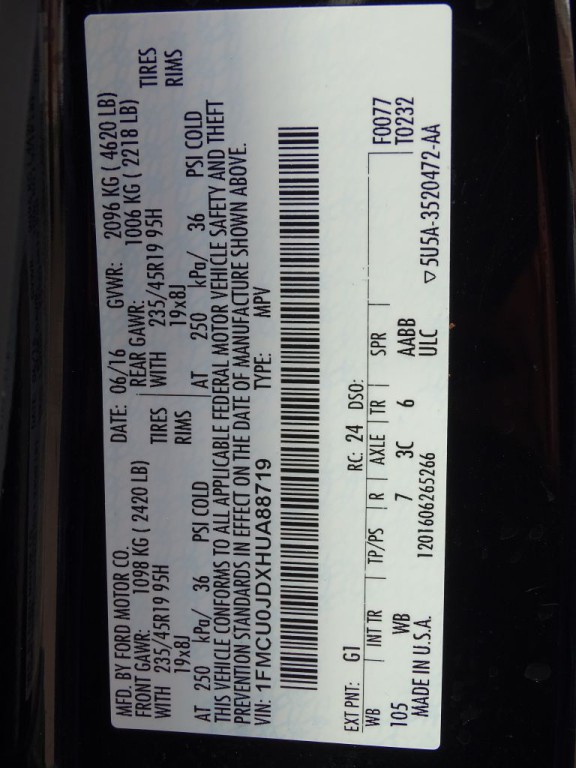 MFD. BY FORD MOTOR CO. DATE: 06/16 GVWR: 2096 KG ( 4620 LB)
FRONT GAWR: 1098 KG ( 2420 LB) REAR GAWR: 1006 KG ( 2218 LB)
WITH 235/45R19 95H TIRES WITH 235/45R19 95H TIRES
19x8J RIMS 19x8J RIMS
AT 250 kPa/ 36 PSI COLD AT 250 kPa/ 36 PSI COLD
THIS VEHICLE CONFORMS TO ALL APPLICABLE FEDERAL MOTOR VEHICLE SAFETY AND THEFT
PREVENTION STANDARDS IN EFFECT ON THE DATE OF MANUFACTURE SHOWN ABOVE.
VIN: 1FMCU0JDXHUA88719 TYPE: MPV
EXT PNT: G1 RC: 24 DSO: F0077
WB INT TR TP/PS R AXLE TR SPR T0232
105 WB 7 3C 6 AABB
MADE IN U.S.A. 1201606265266 ULC ▽5U5A-3520472-AA